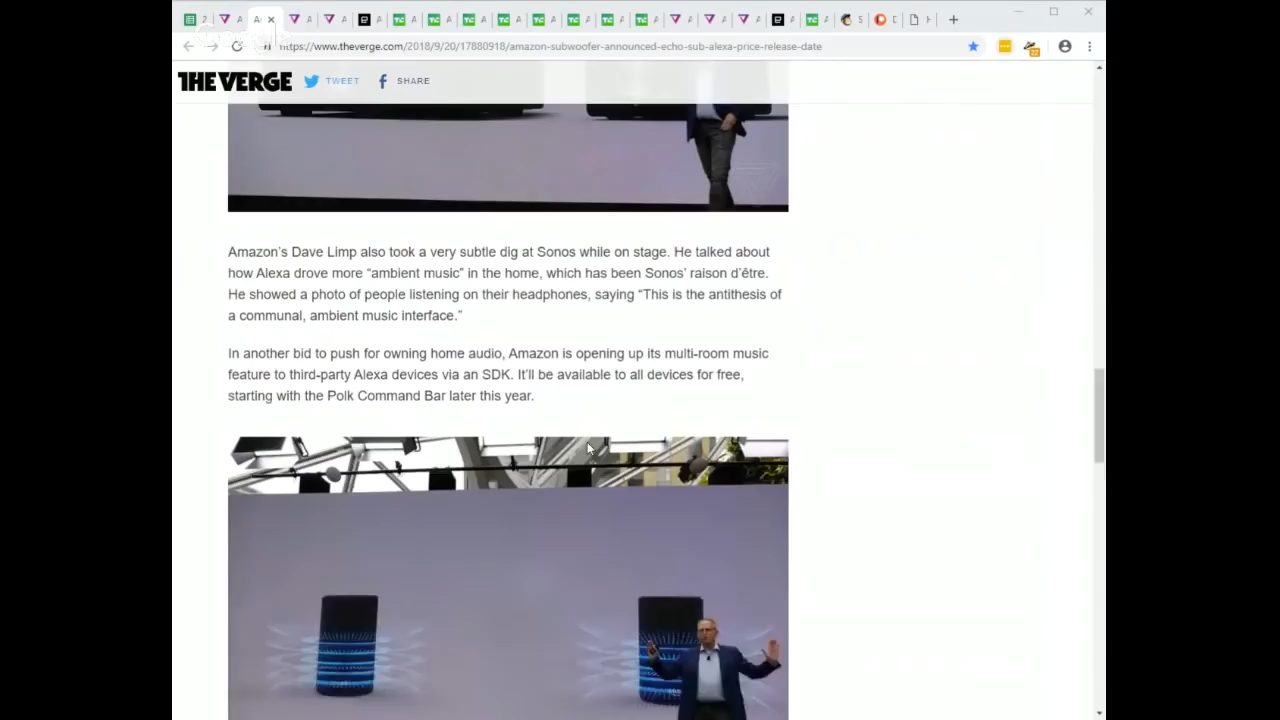 https://www.theverge.com/2018/9/20/17880918/amazon-subwoofer-announced-echo-sub-alexa-price-release-date
22
THE VERGE TWEET SHARE
Amazon’s Dave Limp also took a very subtle dig at Sonos while on stage. He talked about
how Alexa drove more “ambient music” in the home, which has been Sonos’ raison d’être.
He showed a photo of people listening on their headphones, saying “This is the antithesis of
a communal, ambient music interface.”
In another bid to push for owning home audio, Amazon is opening up its multi-room music
feature to third-party Alexa devices via an SDK. It’ll be available to all devices for free,
starting with the Polk Command Bar later this year.